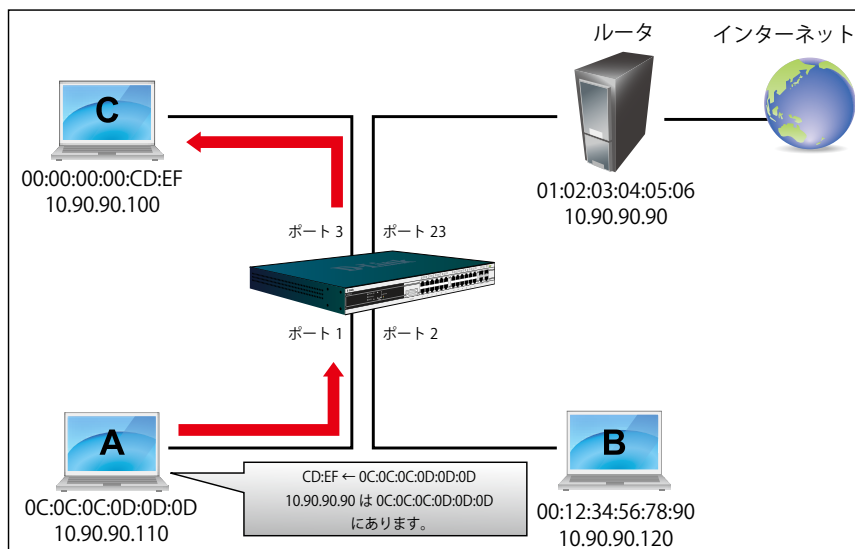 ルータ
インターネット
C
00:00:00:00:CD:EF
10.90.90.100
01:02:03:04:05:06
10.90.90.90
ポート 3
ポート 23
D-Link
ポート 1
ポート 2
A
B
CD:EF ← 0C:0C:0C:0D:0D:0D
10.90.90.90 は 0C:0C:0C:0D:0D:0D
にあります。
0C:0C:0C:0D:0D:0D
10.90.90.110
00:12:34:56:78:90
10.90.90.120